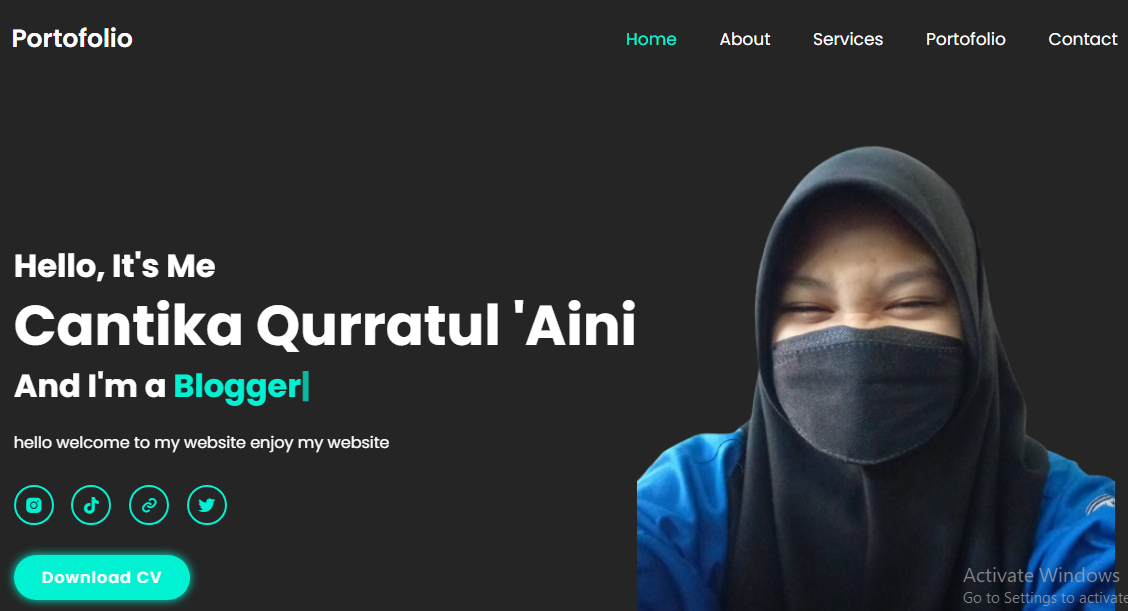 Portofolio
Home About Services Portofolio Contact
Hello, It's Me
Cantika Qurratul 'Aini
And I'm a Blogger|
hello welcome to my website enjoy my website
Download CV
Activate Windows
Go to Settings to activate